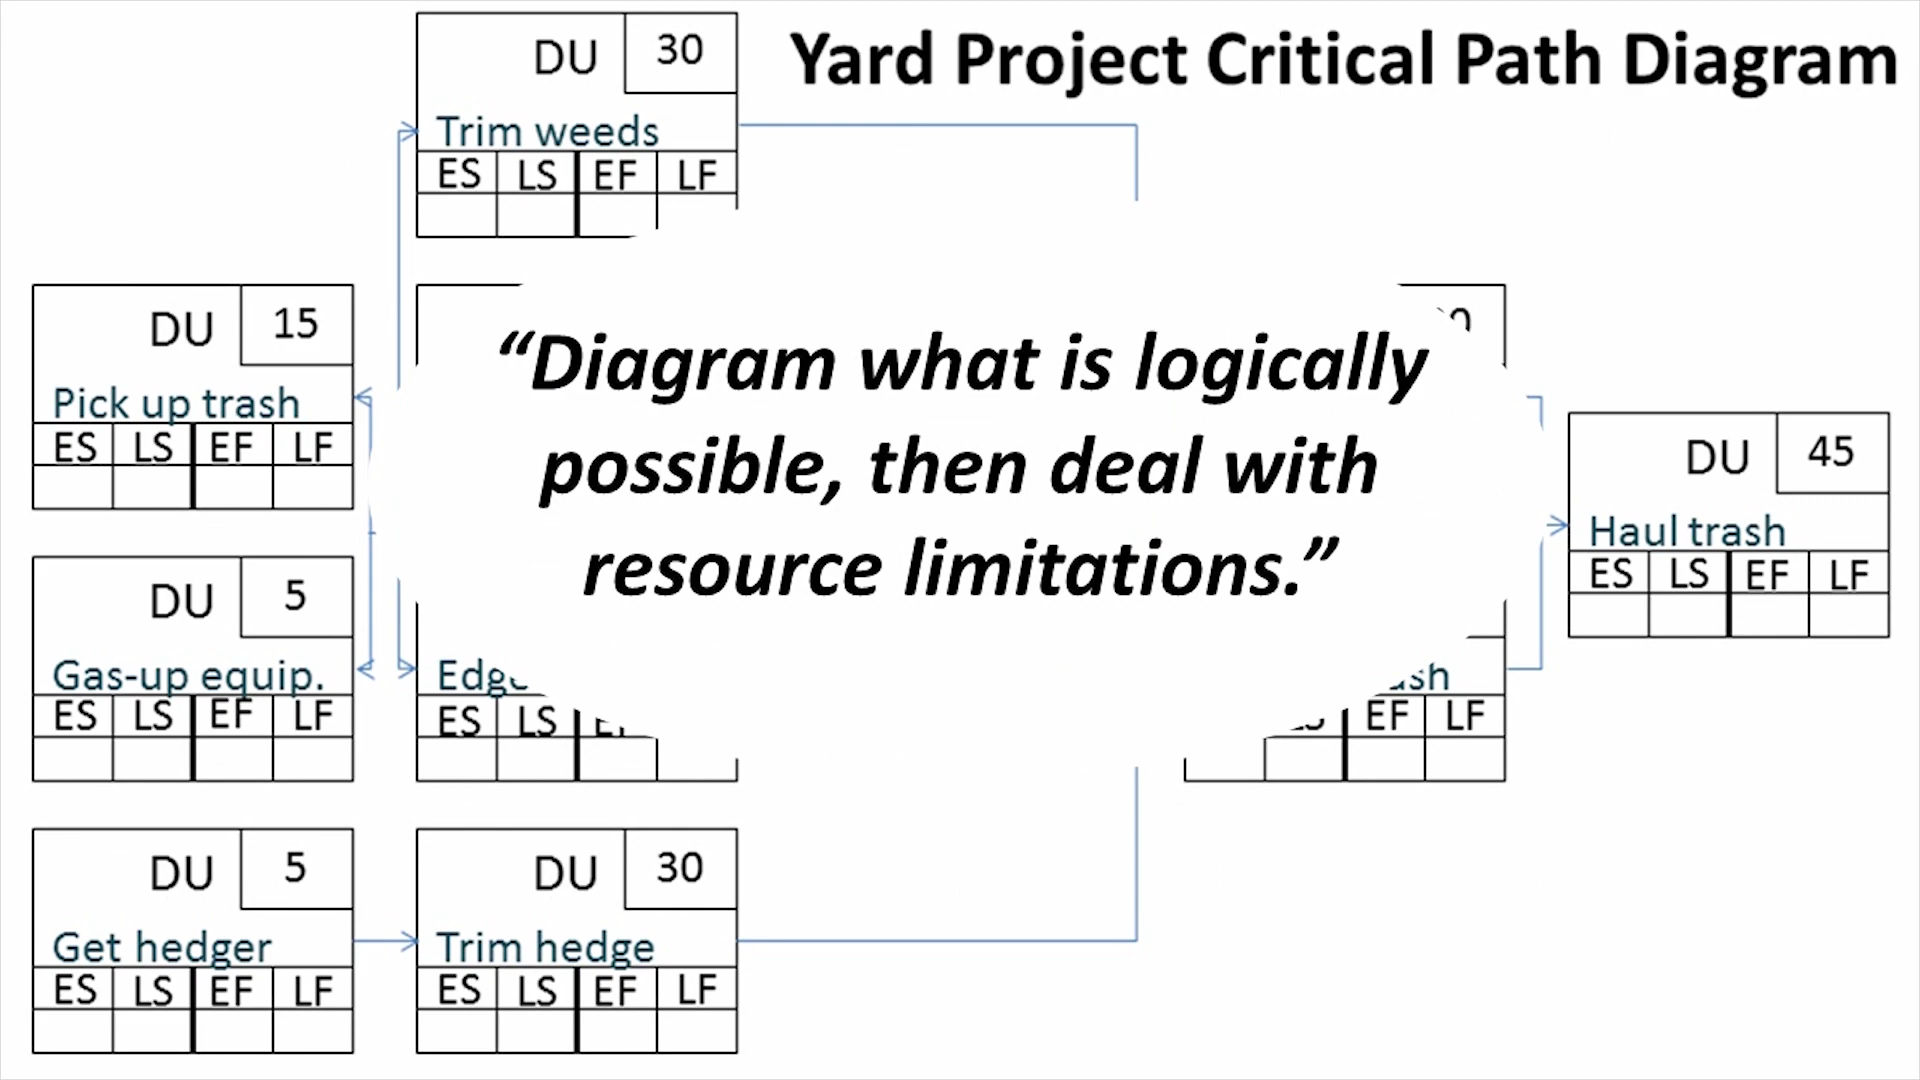 Yard Project Critical Path Diagram
DU 30
Trim weeds
ES LS EF LF
DU 15
Pick up trash
ES LS EF LF
“Diagram what is logically
possible, then deal with
resource limitations.”
DU 45
Haul trash
ES LS EF LF
DU 5
Gas-up equip.
ES LS EF LF
ES LS
EF LF
DU 5
Get hedger
ES LS EF LF
DU 30
Trim hedge
ES LS EF LF